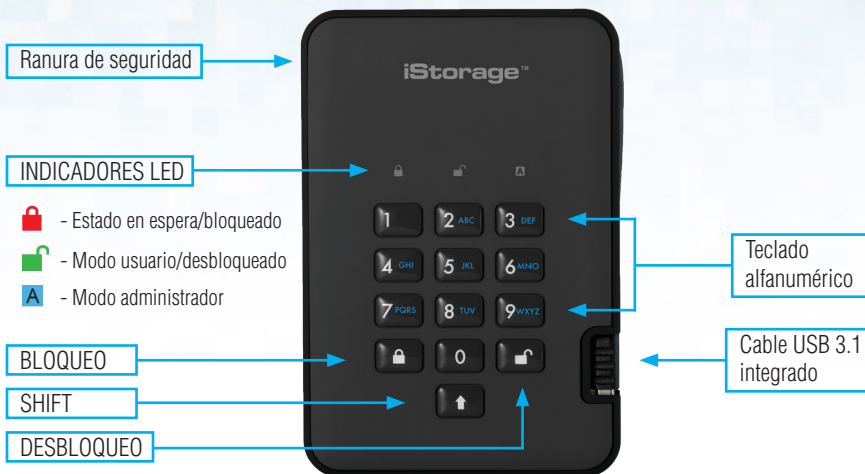 Ranura de seguridad
iStorage™
INDICADORES LED
A
- Estado en espera/bloqueado
- Modo usuario/desbloqueado
A - Modo administrador
1
2 ABC
3 DEF
4 GHI
5 JKL
6 MNO
7 PQRS
8 TUV
9 WXYZ
0
Teclado
alfanumérico
Cable USB 3.1
integrado
BLOQUEO
SHIFT
DESBLOQUEO